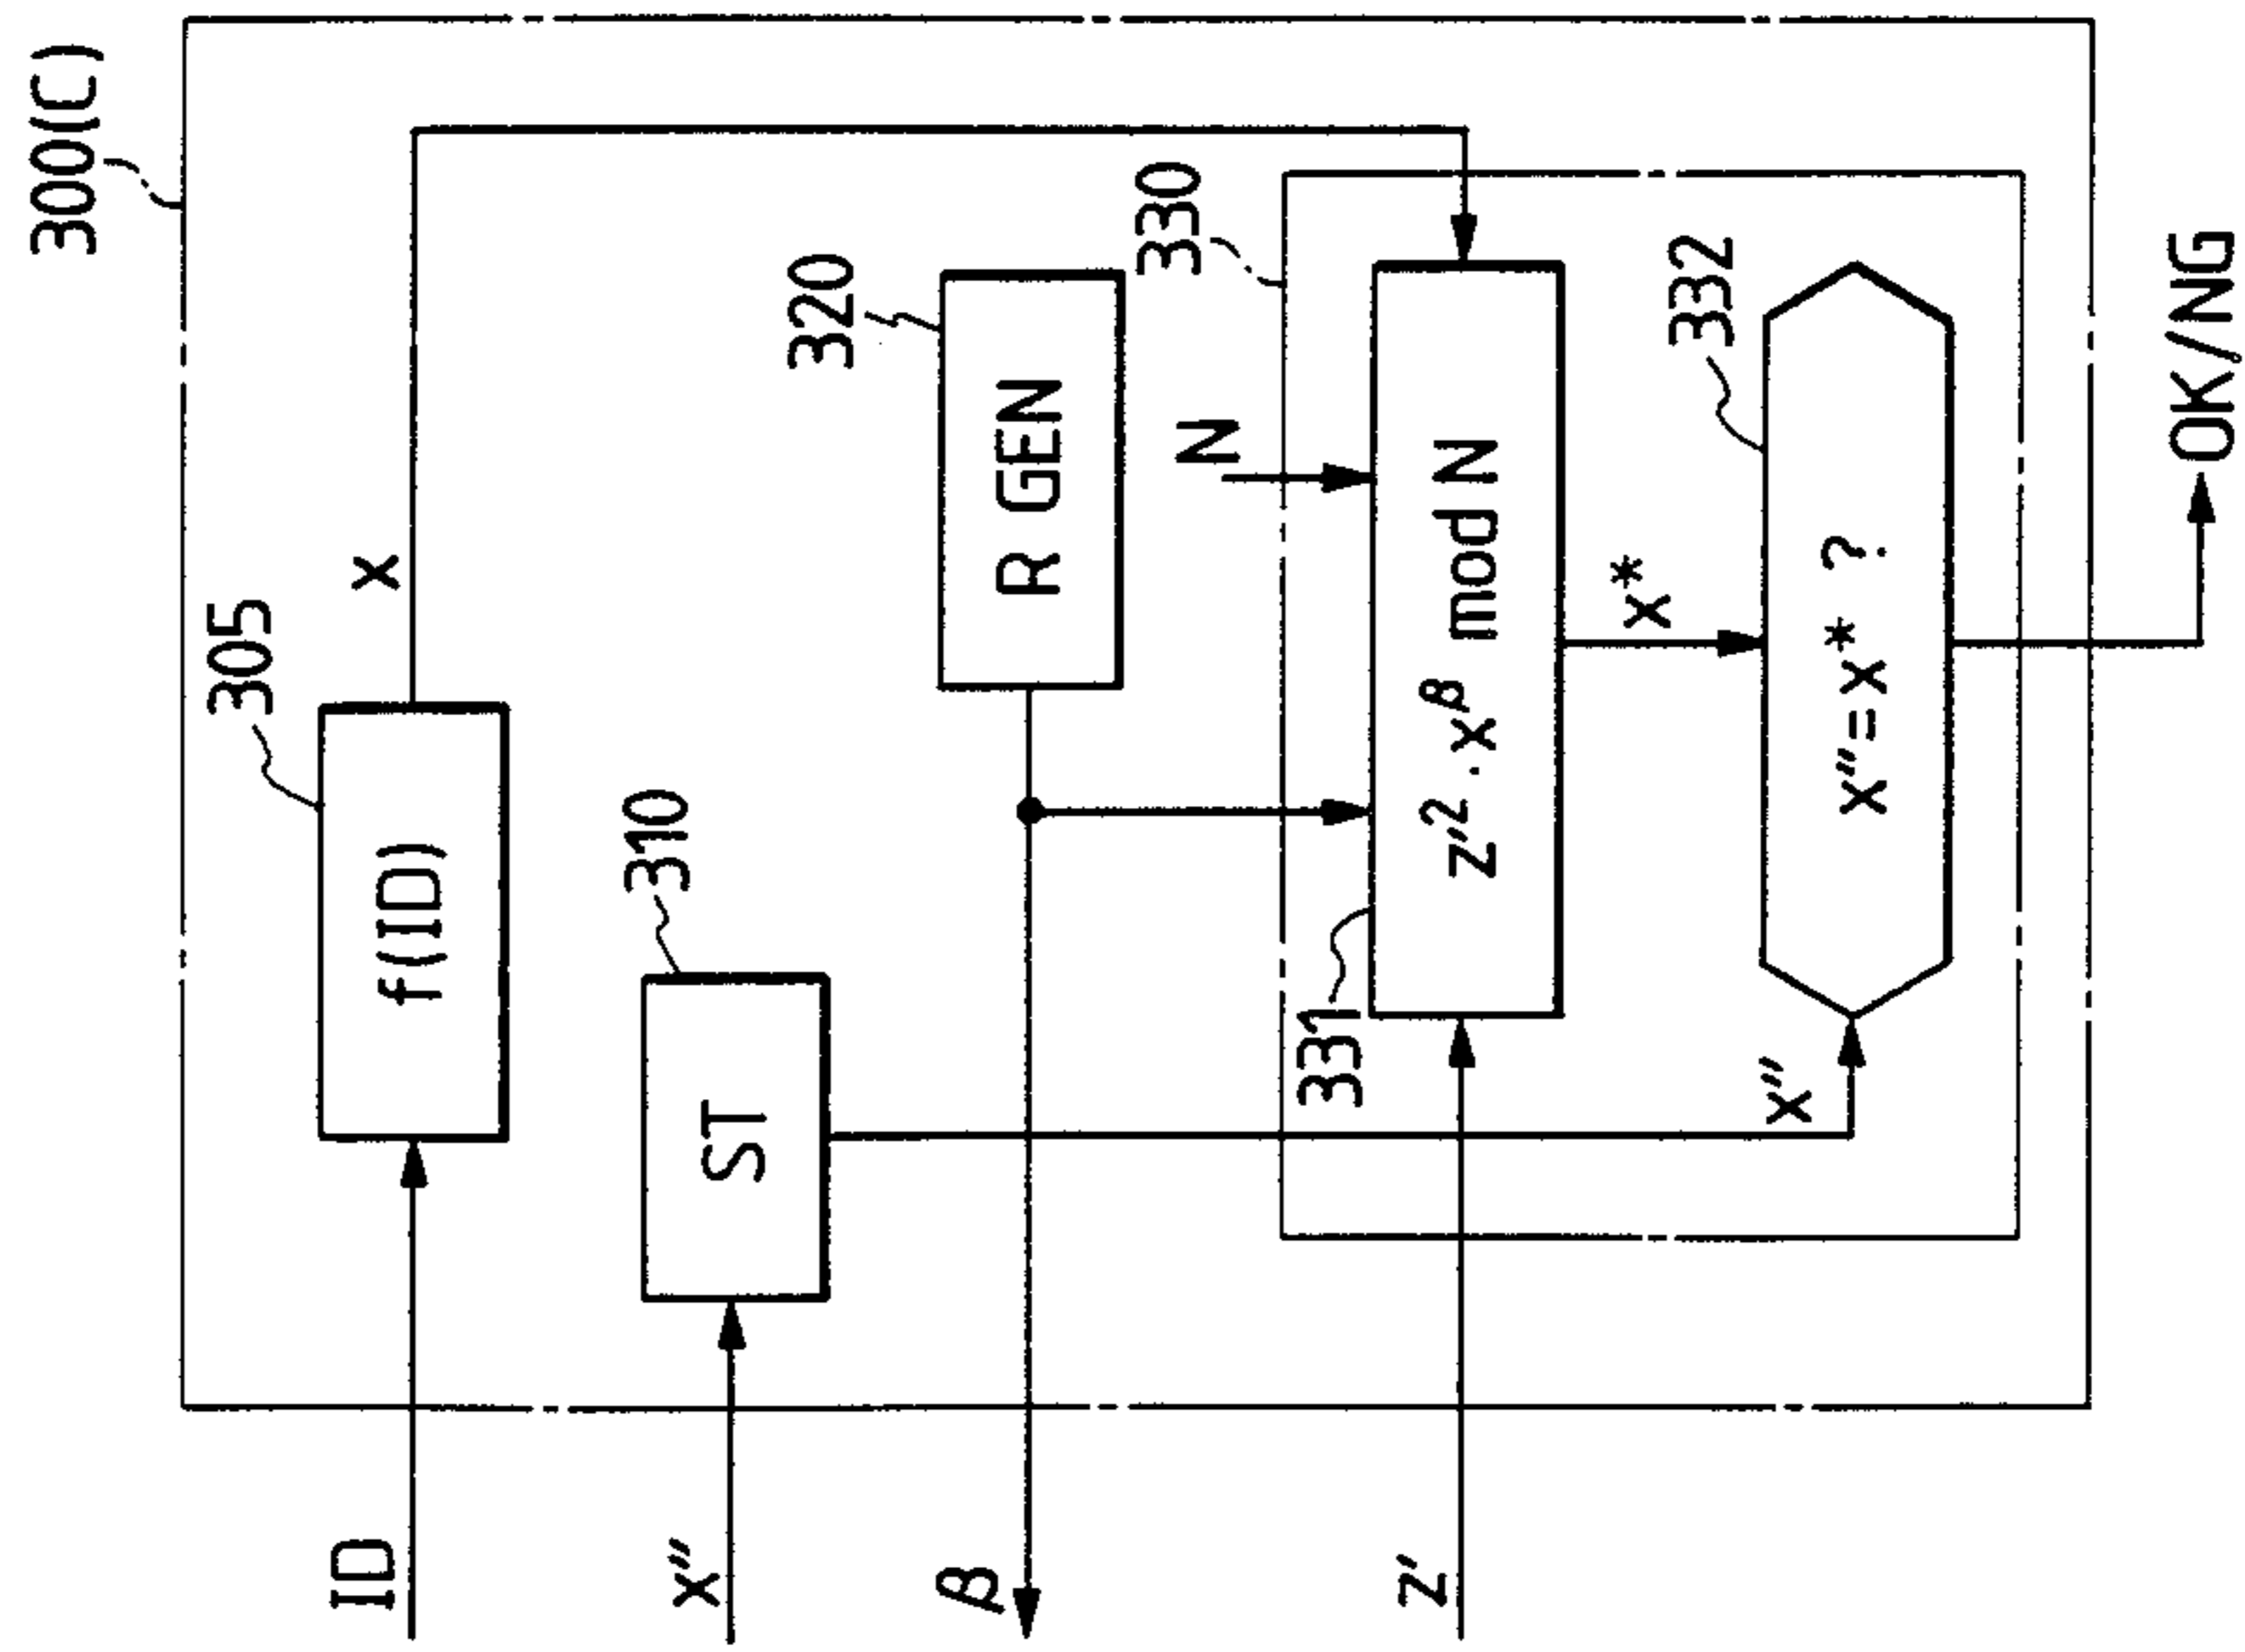 300(C)
305
x
f(ID)
ID
310
ST
x″
320
R GEN
β
330
N
331
z′². x^β mod N
z′
x*
332
x″=x* ?
x″
OK/NG